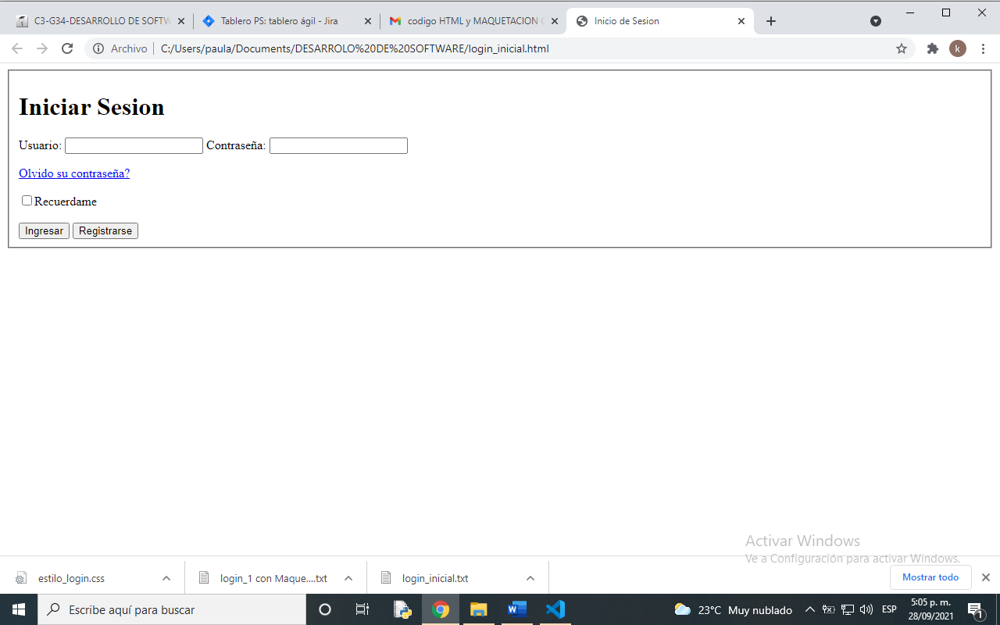 C3-G34-DESARROLLO DE SOFTW
Tablero PS: tablero ágil - Jira
codigo HTML y MAQUETACION
Inicio de Sesion
Archivo | C:/Users/paula/Documents/DESARROLO%20DE%20SOFTWARE/login_inicial.html
k
Iniciar Sesion
Usuario: Contraseña:
Olvido su contraseña?
Recuerdame
Ingresar Registrarse
Activar Windows
Ve a Configuración para activar Windows.
estilo_login.css
login_1 con Maque....txt
login_inicial.txt
Mostrar todo
Escribe aquí para buscar
23°C Muy nublado
ESP
5:05 p. m.
28/09/2021
1